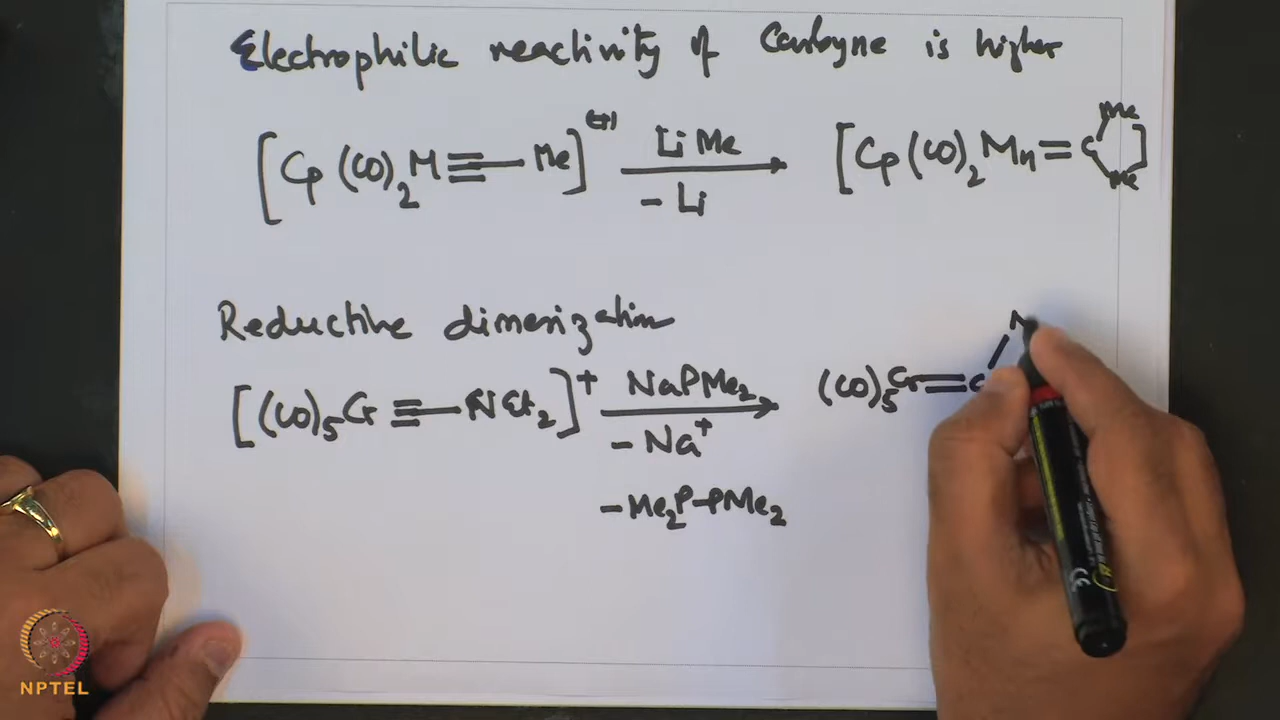 Electrophilic reactivity of Carbyne is higher
[Cp(CO)2M≡—Me](+) LiMe [Cp(CO)2Mn=C Me Me]
- Li
Reductive dimerization
[(CO)5Cr≡—NEt2]+ NaPMe2 (CO)5Cr=C
- Na+
-Me2P-PMe2
NPTEL